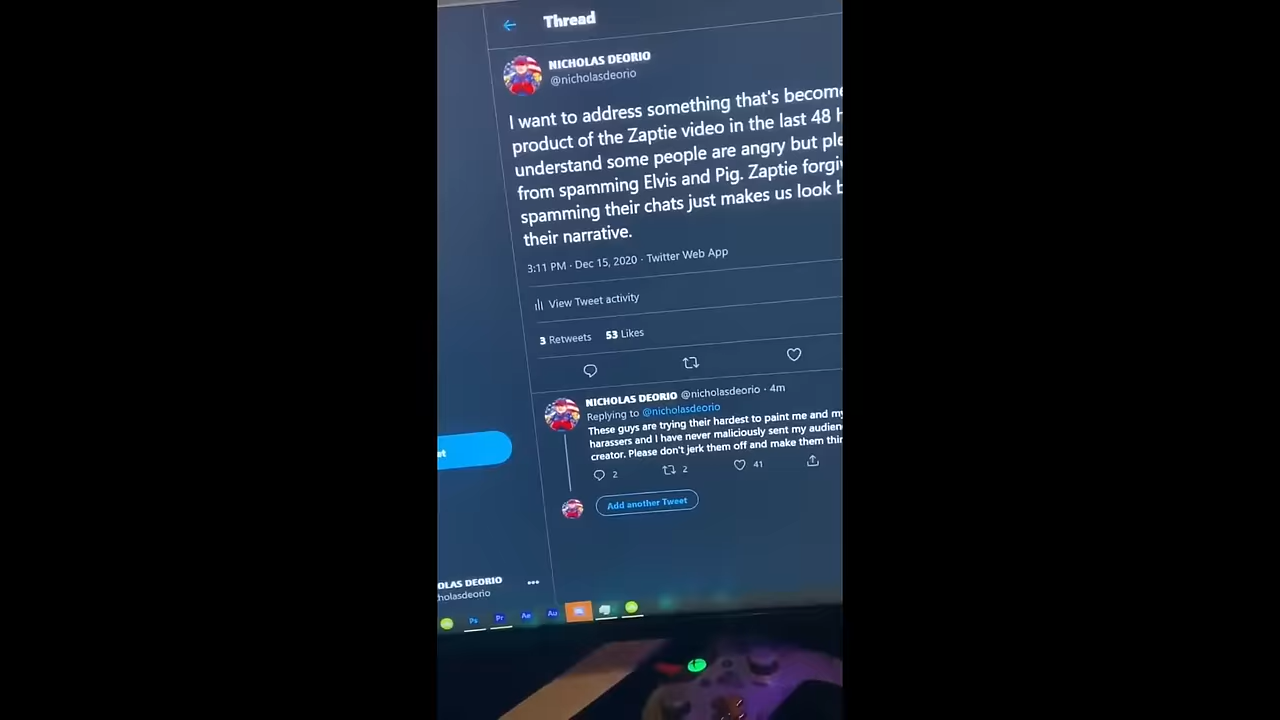 Thread
NICHOLAS DEORIO
@nicholasdeorio
I want to address something that's become
product of the Zaptie video in the last 48
understand some people are angry but
from spamming Elvis and Pig. Zaptie
spamming their chats just makes us look
their narrative.
3:11 PM · Dec 15, 2020 · Twitter Web App
View Tweet activity
3 Retweets 53 Likes
NICHOLAS DEORIO @nicholasdeorio · 4m
Replying to @nicholasdeorio
These guys are trying their hardest to paint me and
harassers and I have never maliciously sent my
creator. Please don't jerk them off and make them
2 2 41
Add another Tweet
OLAS DEORIO
holasdeorio
Ps Pr Ae Au